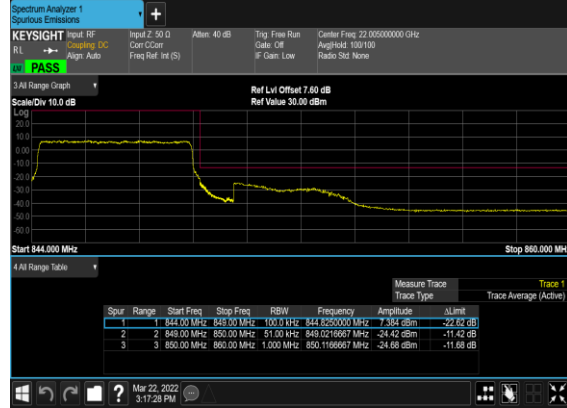 Spectrum Analyzer 1
Spurious Emissions
KEYSIGHT Input: RF Input Z: 50 Ω Atten: 40 dB Trig: Free Run Center Freq: 22.005000000 GHz
RL Coupling: DC Corr CCorr Gate: Off Avg|Hold: 100/100
Align: Auto Freq Ref: Int (S) IF Gain: Low Radio Std: None
PASS
3 All Range Graph
Ref Lvl Offset 7.60 dB
Scale/Div 10.0 dB Ref Value 30.00 dBm
Log
20.0
10.0
0.00
-10.0
-20.0
-30.0
-40.0
-50.0
-60.0
Start 844.000 MHz Stop 860.000 MH
4 All Range Table
Measure Trace Trace 1
Trace Type Trace Average (Active)
Spur Range Start Freq Stop Freq RBW Frequency Amplitude ΔLimit
1 1 844.00 MHz 849.00 MHz 100.0 kHz 844.8250000 MHz 7.384 dBm -22.62 dB
2 2 849.00 MHz 850.00 MHz 51.00 kHz 849.0216667 MHz -24.42 dBm -11.42 dB
3 3 850.00 MHz 860.00 MHz 1.000 MHz 850.1166667 MHz -24.68 dBm -11.68 dB
? Mar 22, 2022
3:17:28 PM